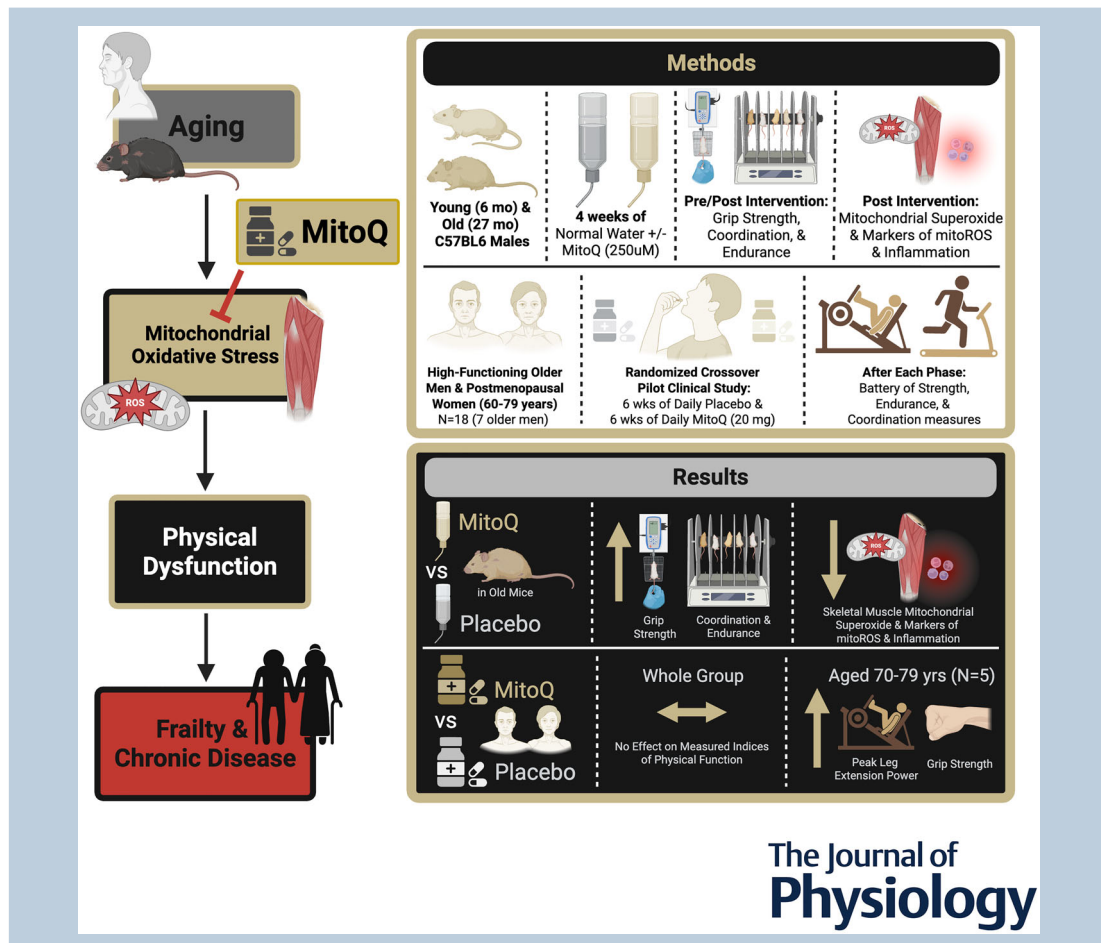 Aging
MitoQ
Mitochondrial
Oxidative Stress
ROS
Physical
Dysfunction
Frailty &
Chronic Disease
Methods
Young (6 mo) &
Old (27 mo)
C57BL6 Males
4 weeks of
Normal Water +/-
MitoQ (250uM)
Pre/Post Intervention:
Grip Strength,
Coordination, &
Endurance
ROS
Post Intervention:
Mitochondrial Superoxide
& Markers of mitoROS
& Inflammation
High-Functioning Older
Men & Postmenopausal
Women (60-79 years)
N=18 (7 older men)
Randomized Crossover
Pilot Clinical Study:
6 wks of Daily Placebo &
6 wks of Daily MitoQ (20 mg)
After Each Phase:
Battery of Strength,
Endurance, &
Coordination measures
Results
MitoQ
vs
in Old Mice
Placebo
Grip
Strength
Coordination &
Endurance
ROS
Skeletal Muscle Mitochondrial
Superoxide & Markers of
mitoROS & Inflammation
MitoQ
vs
Placebo
Whole Group
No Effect on Measured Indices
of Physical Function
Aged 70-79 yrs (N=5)
Peak Leg
Extension Power
Grip Strength
The Journal of
Physiology